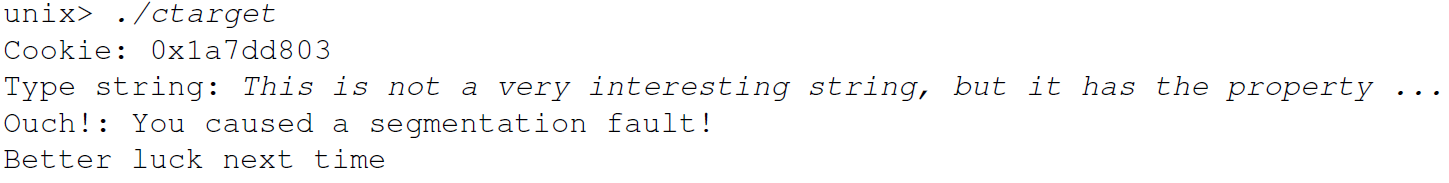 unix> ./ctarget
Cookie: 0x1a7dd803
Type string: This is not a very interesting string, but it has the property ...
Ouch!: You caused a segmentation fault!
Better luck next time